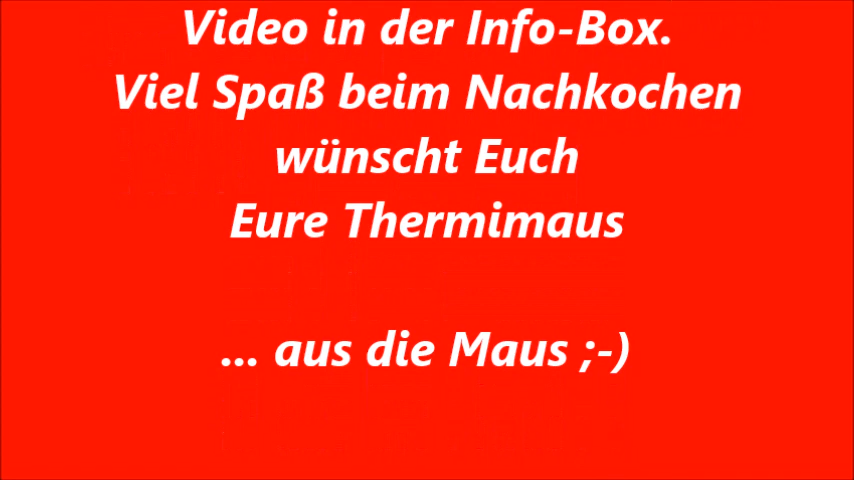 Video in der Info-Box.
Viel Spaß beim Nachkochen
wünscht Euch
Eure Thermimaus
... aus die Maus ;-)